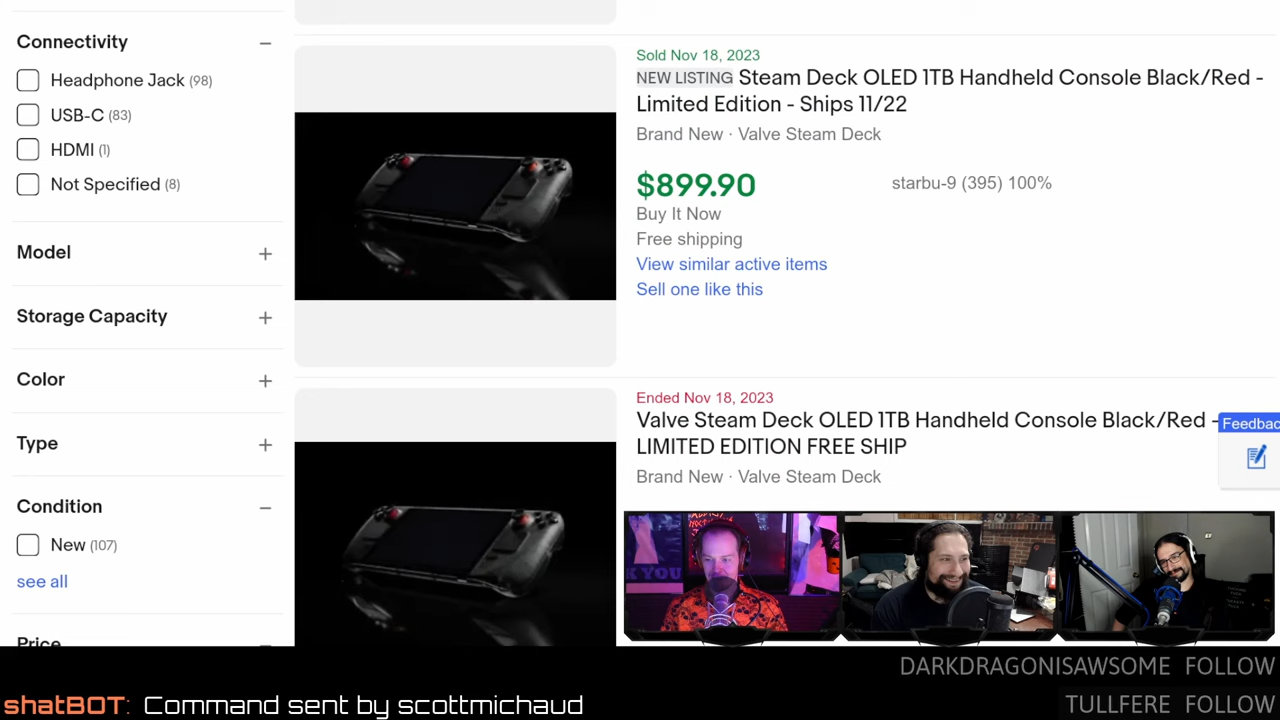 Connectivity
Headphone Jack (98)
USB-C (83)
HDMI (1)
Not Specified (8)
Model
Storage Capacity
Color
Type
Condition
New (107)
see all
Price
Sold Nov 18, 2023
NEW LISTING Steam Deck OLED 1TB Handheld Console Black/Red -
Limited Edition - Ships 11/22
Brand New · Valve Steam Deck
$899.90
starbu-9 (395) 100%
Buy It Now
Free shipping
View similar active items
Sell one like this
Ended Nov 18, 2023
Valve Steam Deck OLED 1TB Handheld Console Black/Red -
LIMITED EDITION FREE SHIP
Brand New · Valve Steam Deck
Feedbac
K YOU
DARKDRAGONISAWSOME FOLLOW
shatBOT: Command sent by scottmichaud
TULLFERE FOLLOW